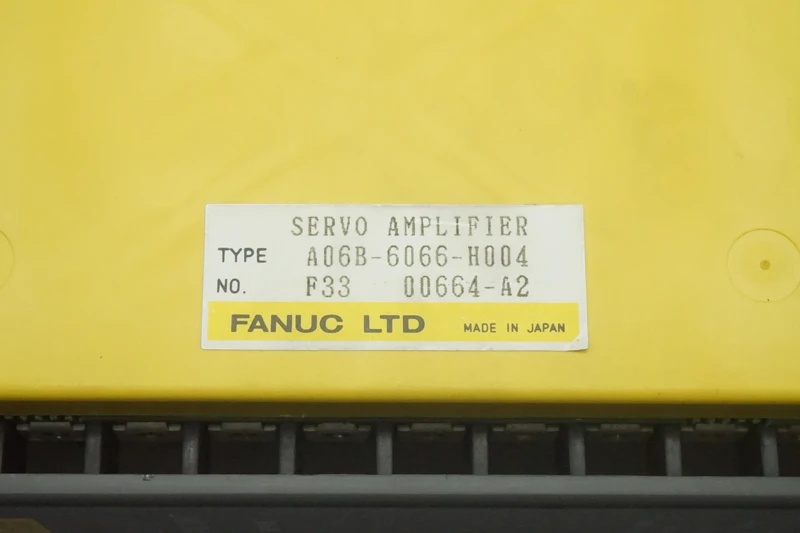 SERVO AMPLIFIER
TYPE A06B-6066-H004
NO. F33 00664-A2
FANUC LTD MADE IN JAPAN